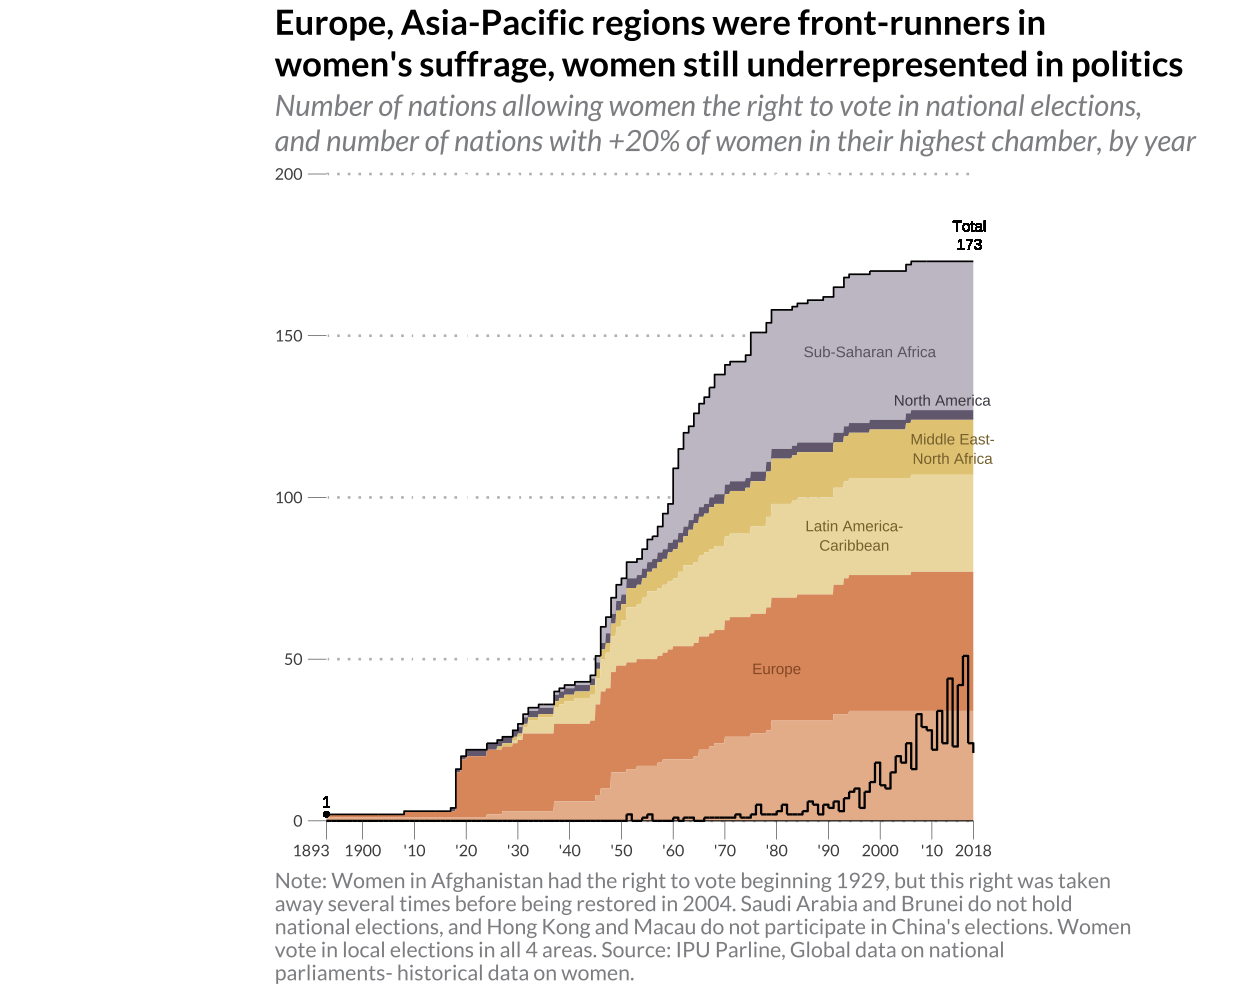 Europe, Asia-Pacific regions were front-runners in
women's suffrage, women still underrepresented in politics
Number of nations allowing women the right to vote in national elections,
and number of nations with +20% of women in their highest chamber, by year
200
Total
173
150
Sub-Saharan Africa
North America
Middle East-
North Africa
100
Latin America-
Caribbean
50
Europe
1
0
1893 1900 '10 '20 '30 '40 '50 '60 '70 '80 '90 2000 '10 2018
Note: Women in Afghanistan had the right to vote beginning 1929, but this right was taken
away several times before being restored in 2004. Saudi Arabia and Brunei do not hold
national elections, and Hong Kong and Macau do not participate in China's elections. Women
vote in local elections in all 4 areas. Source: IPU Parline, Global data on national
parliaments- historical data on women.